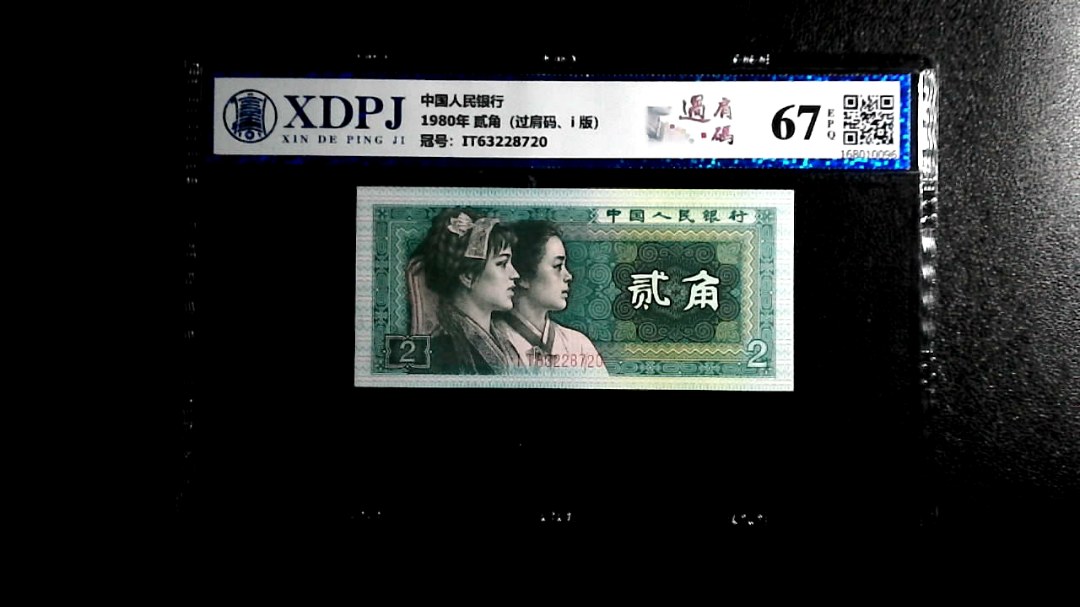 XDPJ
XIN DE PING JI
中国人民银行
1980年 贰角（过肩码、i 版）
冠号：IT63228720
過肩码
67
EPQ
168010096
中国人民银行
贰角
2
2
IT63228720